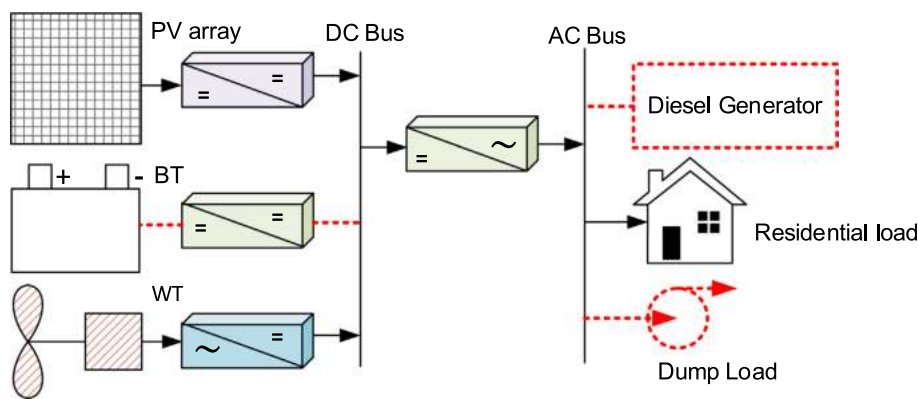 PV array
DC Bus
AC Bus
=
=
Diesel Generator
=
~
+
-
BT
=
=
Residential load
WT
~
=
Dump Load